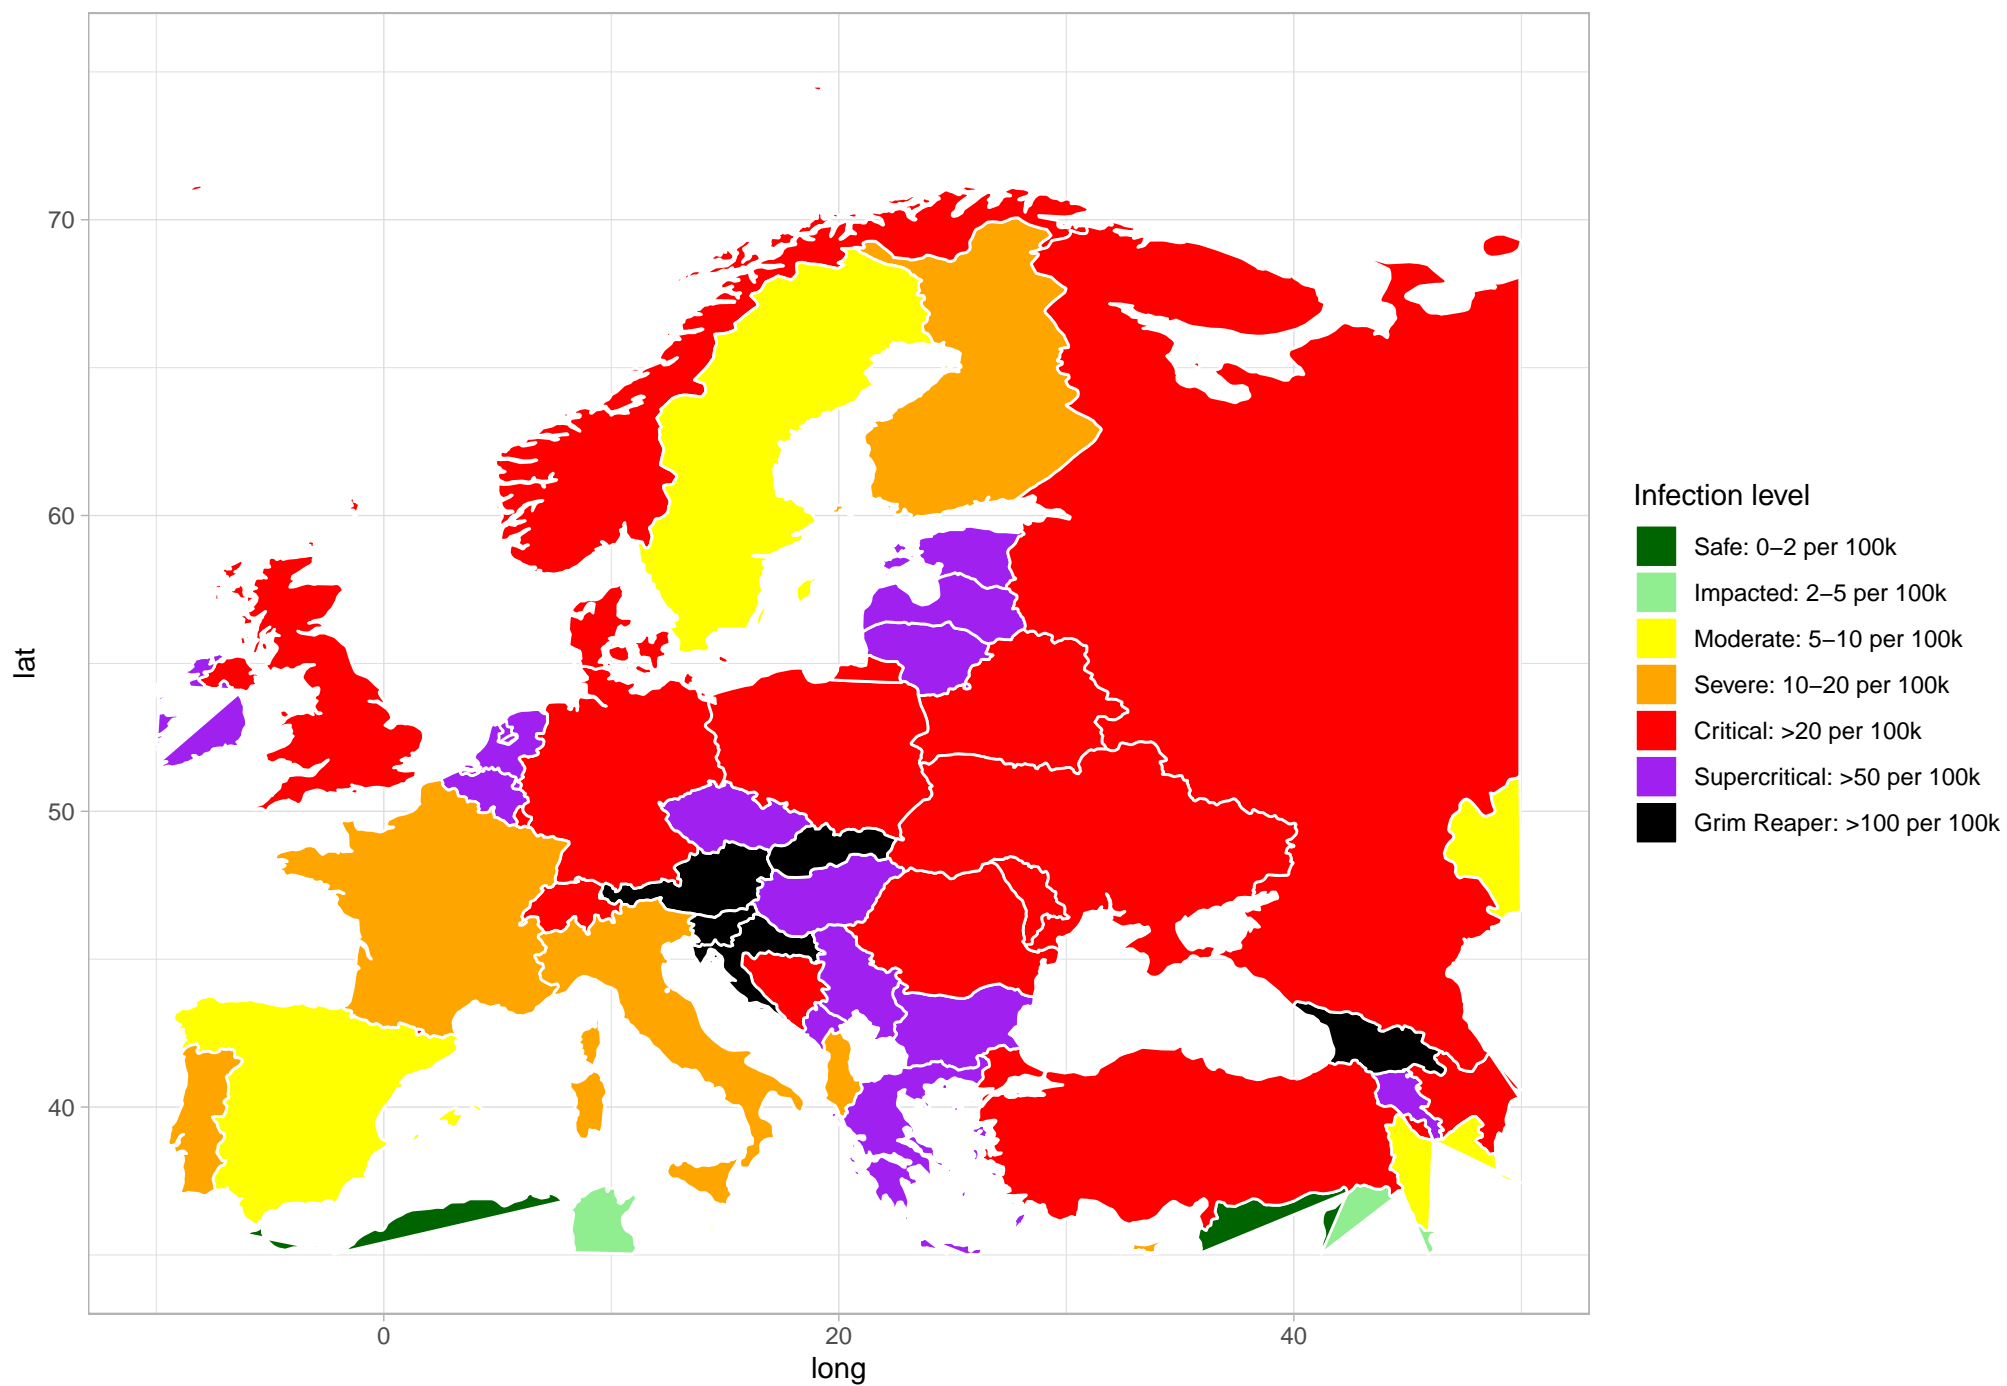 70
60
50
40
lat
0
20
40
long
Infection level
Safe: 0−2 per 100k
Impacted: 2−5 per 100k
Moderate: 5−10 per 100k
Severe: 10−20 per 100k
Critical: >20 per 100k
Supercritical: >50 per 100k
Grim Reaper: >100 per 100k